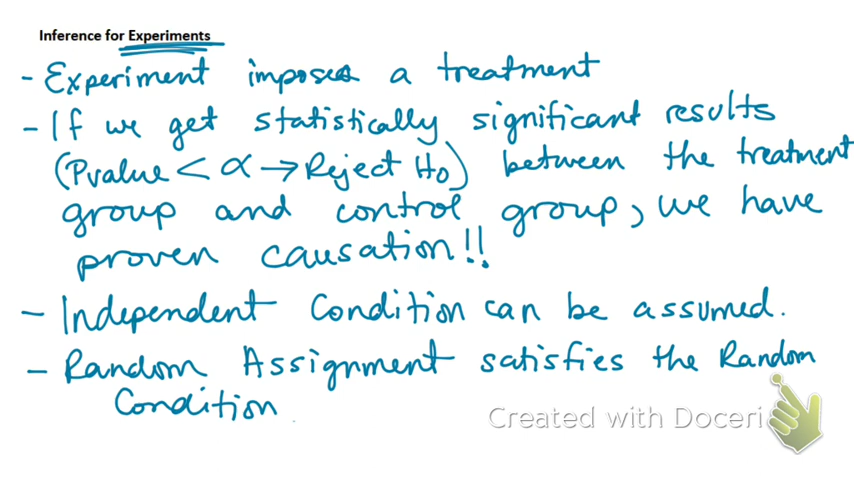 Inference for Experiments
- Experiment imposes a treatment
- If we get statistically significant results
(Pvalue < α → Reject H0) between the treatment
group and control group, we have
proven causation!!
- Independent Condition can be assumed.
- Random Assignment satisfies the Random
Condition
Created with Doceri